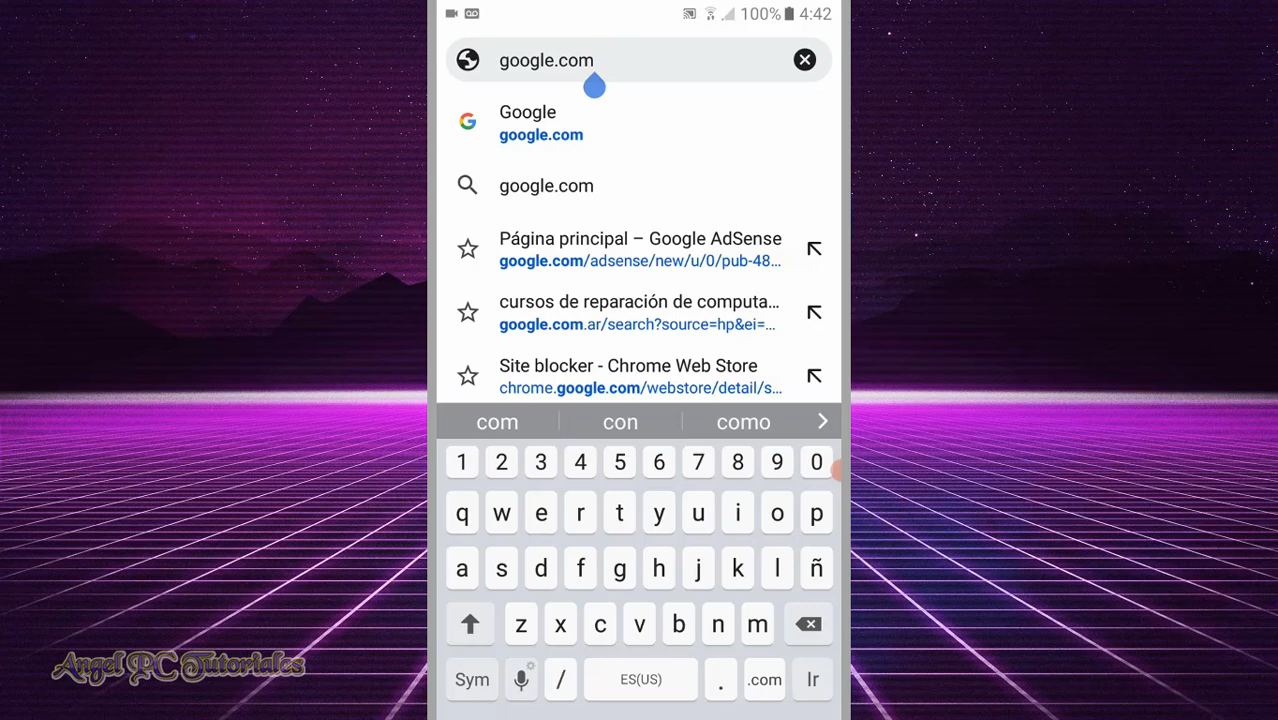 100% 4:42
google.com
Google
google.com
google.com
Página principal – Google AdSense
google.com/adsense/new/u/0/pub-48...
cursos de reparación de computa...
google.com.ar/search?source=hp&ei=...
Site blocker - Chrome Web Store
chrome.google.com/webstore/detail/s...
com con como
1 2 3 4 5 6 7 8 9 0
q w e r t y u i o p
a s d f g h j k l ñ
z x c v b n m
Sym / ES(US) . .com Ir
Angel PC Tutoriales